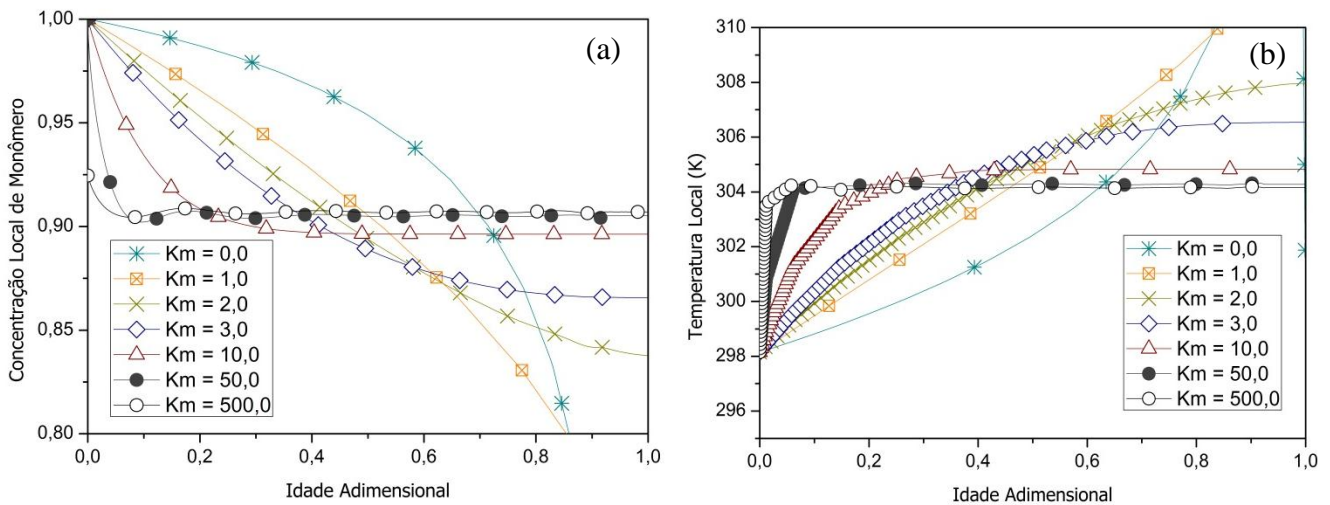 (a)
Concentração Local de Monômero
1,00
0,95
0,90
0,85
0,80
Km = 0,0
Km = 1,0
Km = 2,0
Km = 3,0
Km = 10,0
Km = 50,0
Km = 500,0
0,0 0,2 0,4 0,6 0,8 1,0
Idade Adimensional
(b)
Temperatura Local (K)
310
308
306
304
302
300
298
296
Km = 0,0
Km = 1,0
Km = 2,0
Km = 3,0
Km = 10,0
Km = 50,0
Km = 500,0
0,0 0,2 0,4 0,6 0,8 1,0
Idade Adimensional